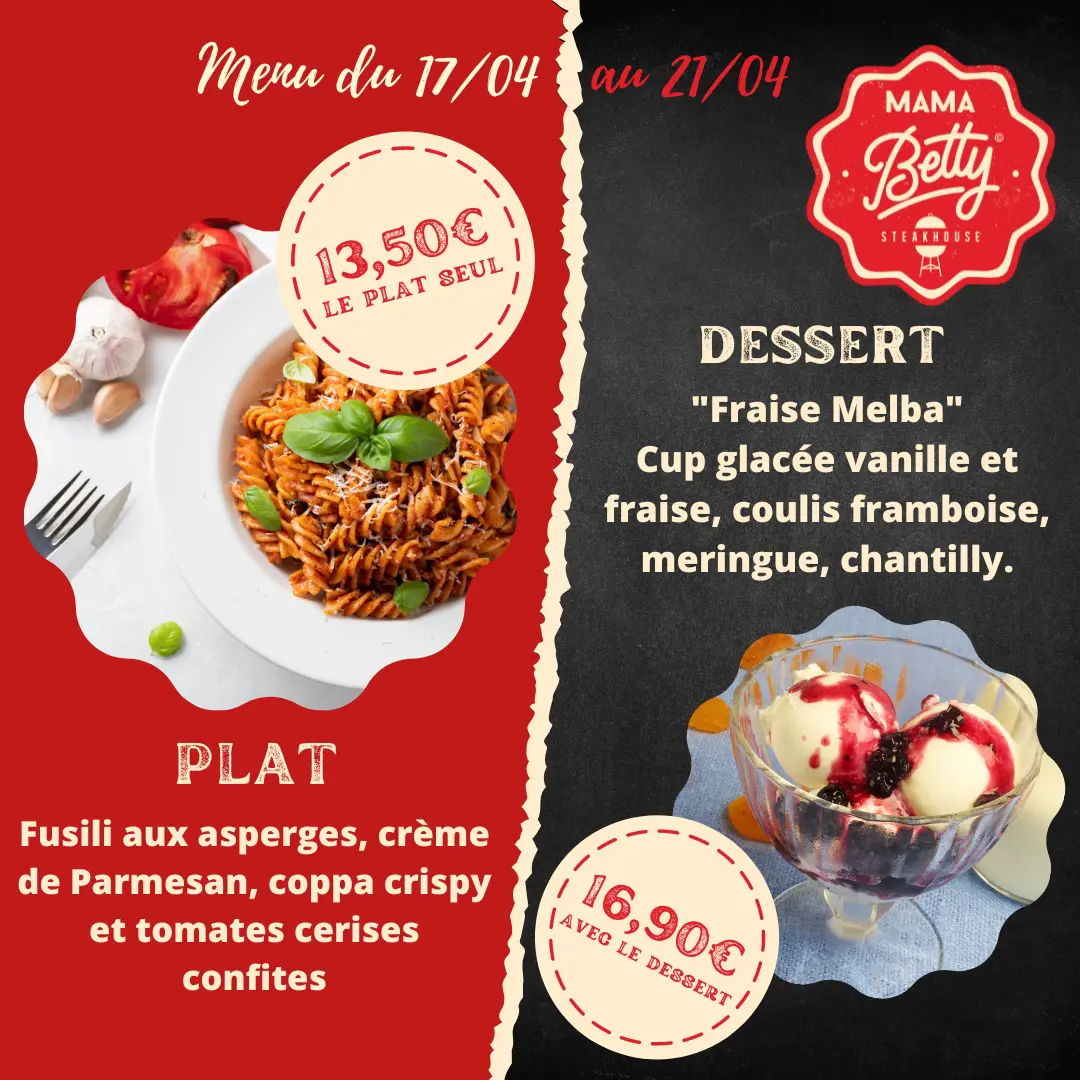 Menu du 17/04 au 21/04
MAMA
Betty©
STEAKHOUSE
13,50€
LE PLAT SEUL
DESSERT
"Fraise Melba"
Cup glacée vanille et
fraise, coulis framboise,
meringue, chantilly.
PLAT
Fusili aux asperges, crème
de Parmesan, coppa crispy
et tomates cerises
confites
16,90€
AVEC LE DESSERT